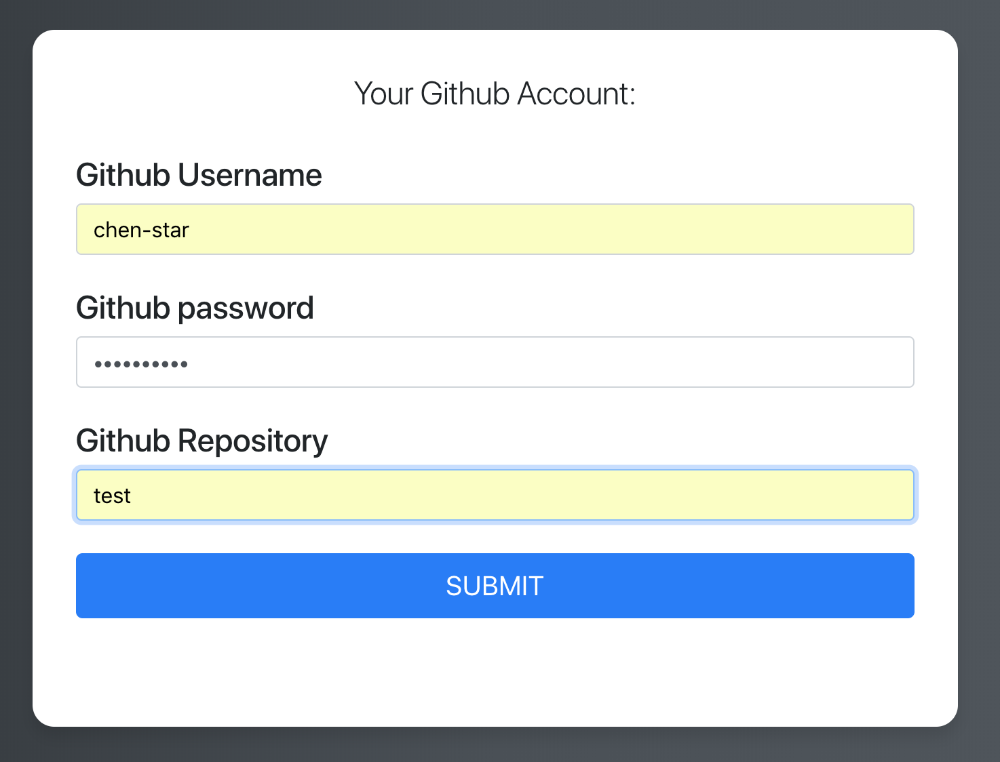 Your Github Account:
Github Username
chen-star
Github password
••••••••••
Github Repository
test
SUBMIT